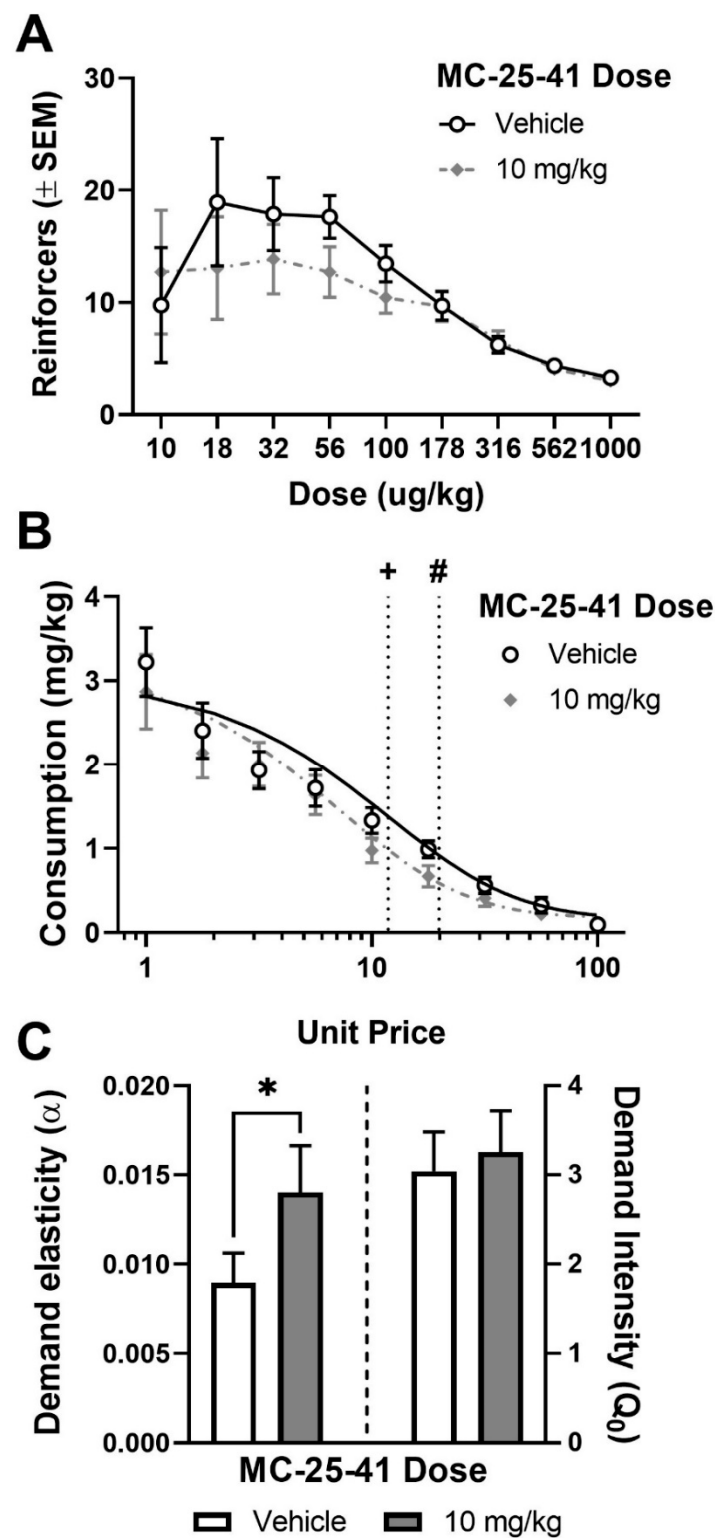 A
MC-25-41 Dose
Vehicle
10 mg/kg
Reinforcers (± SEM)
30
20
10
0
10 18 32 56 100 178 316 562 1000
Dose (ug/kg)
B
+ #
MC-25-41 Dose
Vehicle
10 mg/kg
Consumption (mg/kg)
4
3
2
1
0
1 10 100
Unit Price
C
Demand elasticity (α)
0.020
0.015
0.010
0.005
0.000
*
4
3
2
1
0
Demand Intensity (Q₀)
MC-25-41 Dose
Vehicle 10 mg/kg